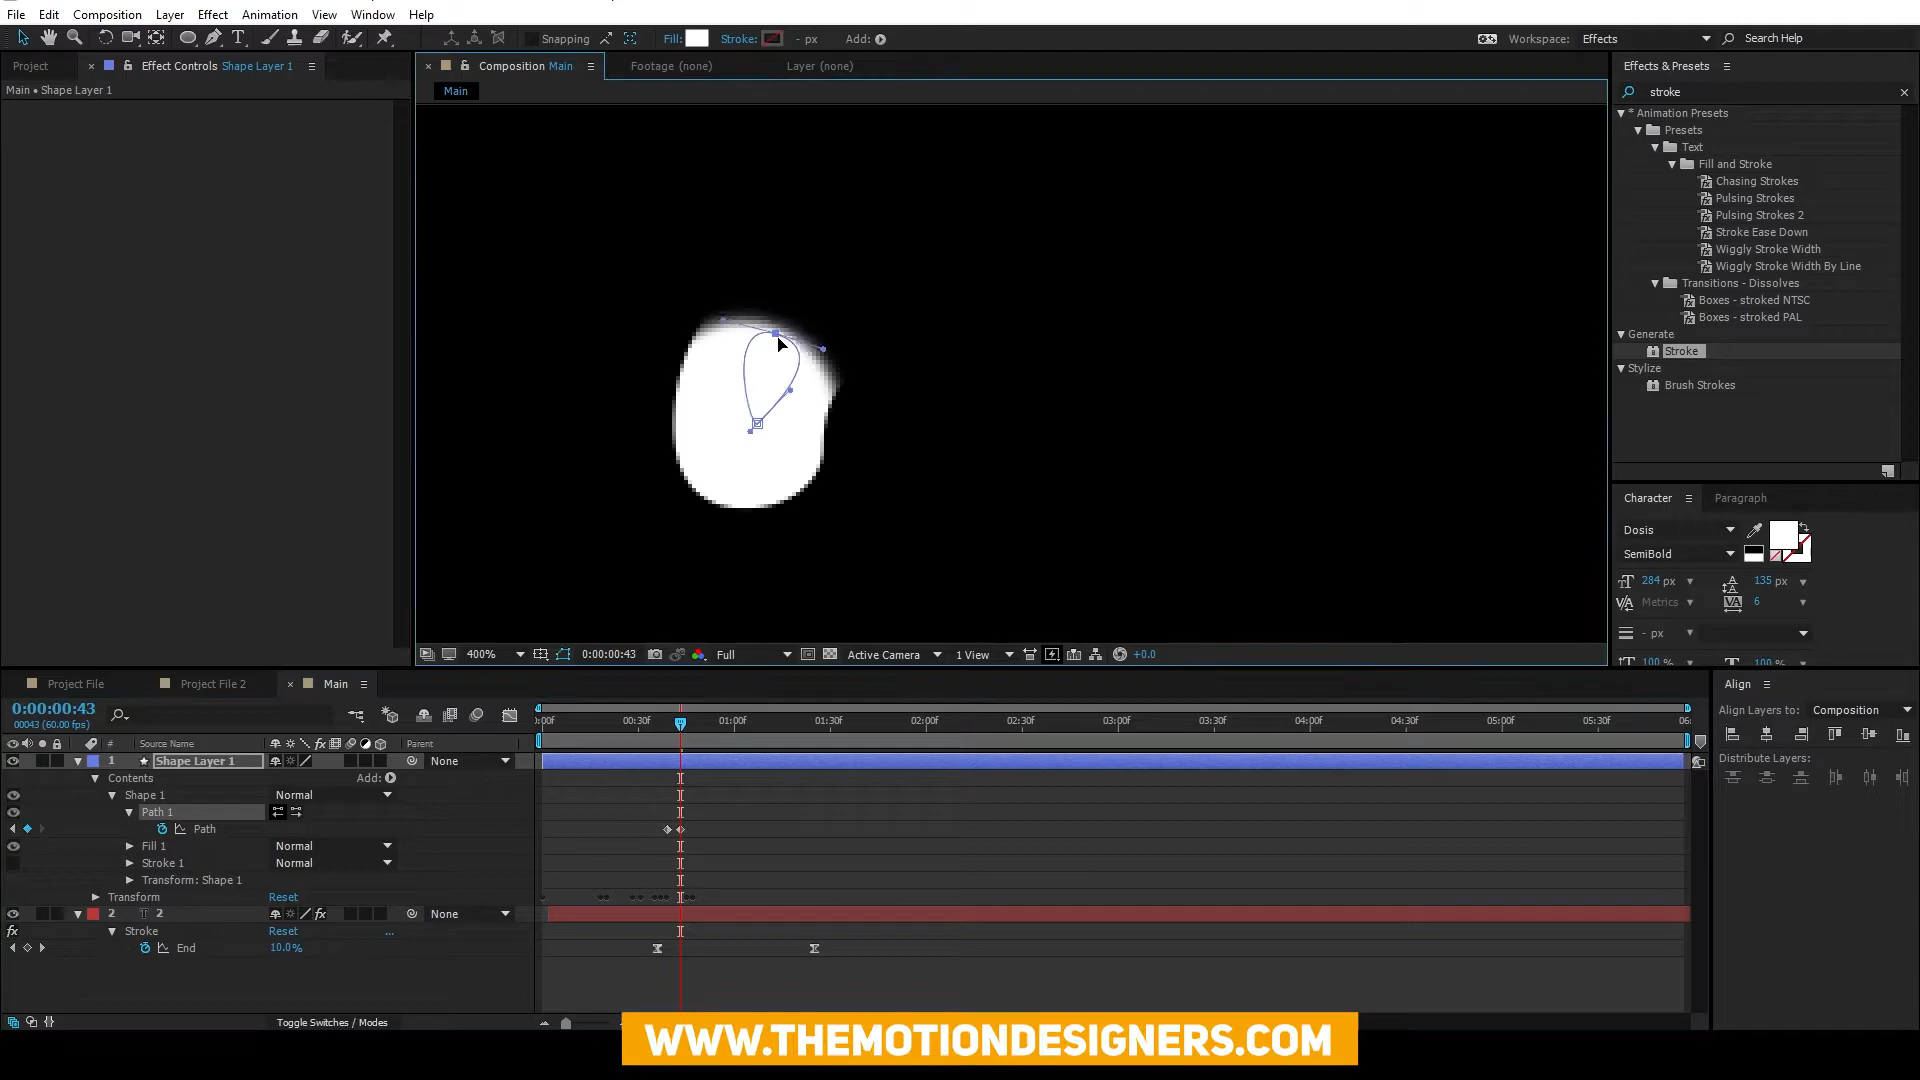 File Edit Composition Layer Effect Animation View Window Help
Snapping Fill: Stroke: - px Add: Workspace: Effects Search Help
Project Effect Controls Shape Layer 1 Composition Main Footage (none) Layer (none) Effects & Presets
Main • Shape Layer 1 Main stroke
* Animation Presets
Presets
Text
Fill and Stroke
Chasing Strokes
Pulsing Strokes
Pulsing Strokes 2
Stroke Ease Down
Wiggly Stroke Width
Wiggly Stroke Width By Line
Transitions - Dissolves
Boxes - stroked NTSC
Boxes - stroked PAL
Generate
Stroke
Stylize
Brush Strokes
Character Paragraph
Dosis
SemiBold
284 px 135 px
Metrics 6
- px
400% 0:00:00:43 Full Active Camera 1 View +0.0
Project File Project File 2 Main Align
0:00:00:43
00043 (60.00 fps)
Align Layers to: Composition
:00f 00:30f 01:00f 01:30f 02:00f 02:30f 03:00f 03:30f 04:00f 04:30f 05:00f 05:30f
# Source Name Parent
1 Shape Layer 1 None
Distribute Layers:
Contents Add:
Shape 1 Normal
Path 1
Path
Fill 1 Normal
Stroke 1 Normal
Transform: Shape 1
Transform Reset
2 T 2 None
Stroke Reset ...
End 10.0%
Toggle Switches / Modes
WWW.THEMOTIONDESIGNERS.COM